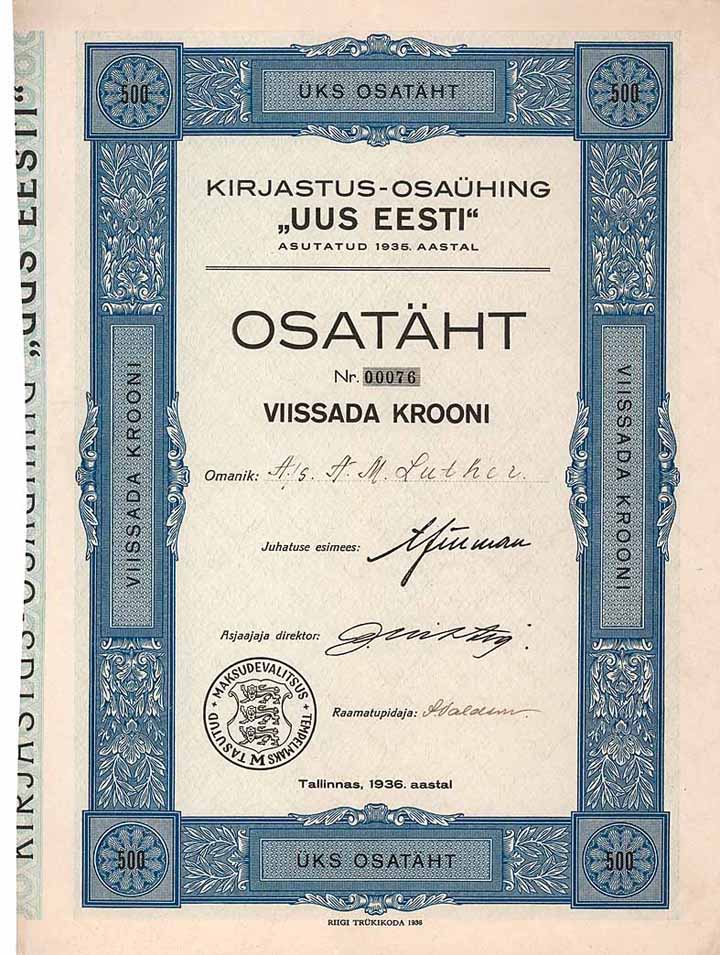 500
ÜKS OSATÄHT
500
KIRJASTUS-OSAÜHING
„UUS EESTI“
ASUTATUD 1935. AASTAL
OSATÄHT
Nr. 00076
VIISSADA KROONI
VIISSADA KROONI
VIISSADA KROONI
Omanik: A/s. A. M. Luther.
Juhatuse esimees:
Asjaajaja direktor:
Raamatupidaja:
MAKSUDEVALITSUS + TEMPELMAKS TASUTUD +
M
Tallinnas, 1936. aastal
500
ÜKS OSATÄHT
500
RIIGI TRÜKIKODA 1936
KIRJASTUS-OSAÜHING „UUS EESTI“